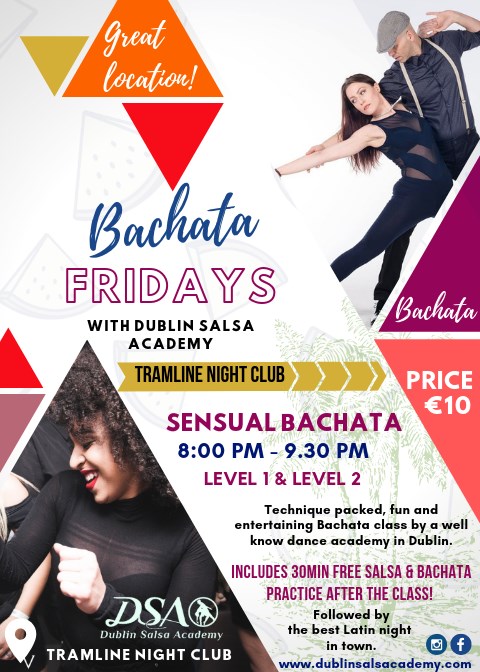 Great
location!
Bachata
FRIDAYS
WITH DUBLIN SALSA
ACADEMY
TRAMLINE NIGHT CLUB
Bachata
PRICE
€10
SENSUAL BACHATA
8:00 PM - 9.30 PM
LEVEL 1 & LEVEL 2
Technique packed, fun and
entertaining Bachata class by a well
know dance academy in Dublin.
INCLUDES 30MIN FREE SALSA & BACHATA
PRACTICE AFTER THE CLASS!
Followed by
the best Latin night
in town.
www.dublinsalsacademy.com
DSA
Dublin Salsa Academy
TRAMLINE NIGHT CLUB